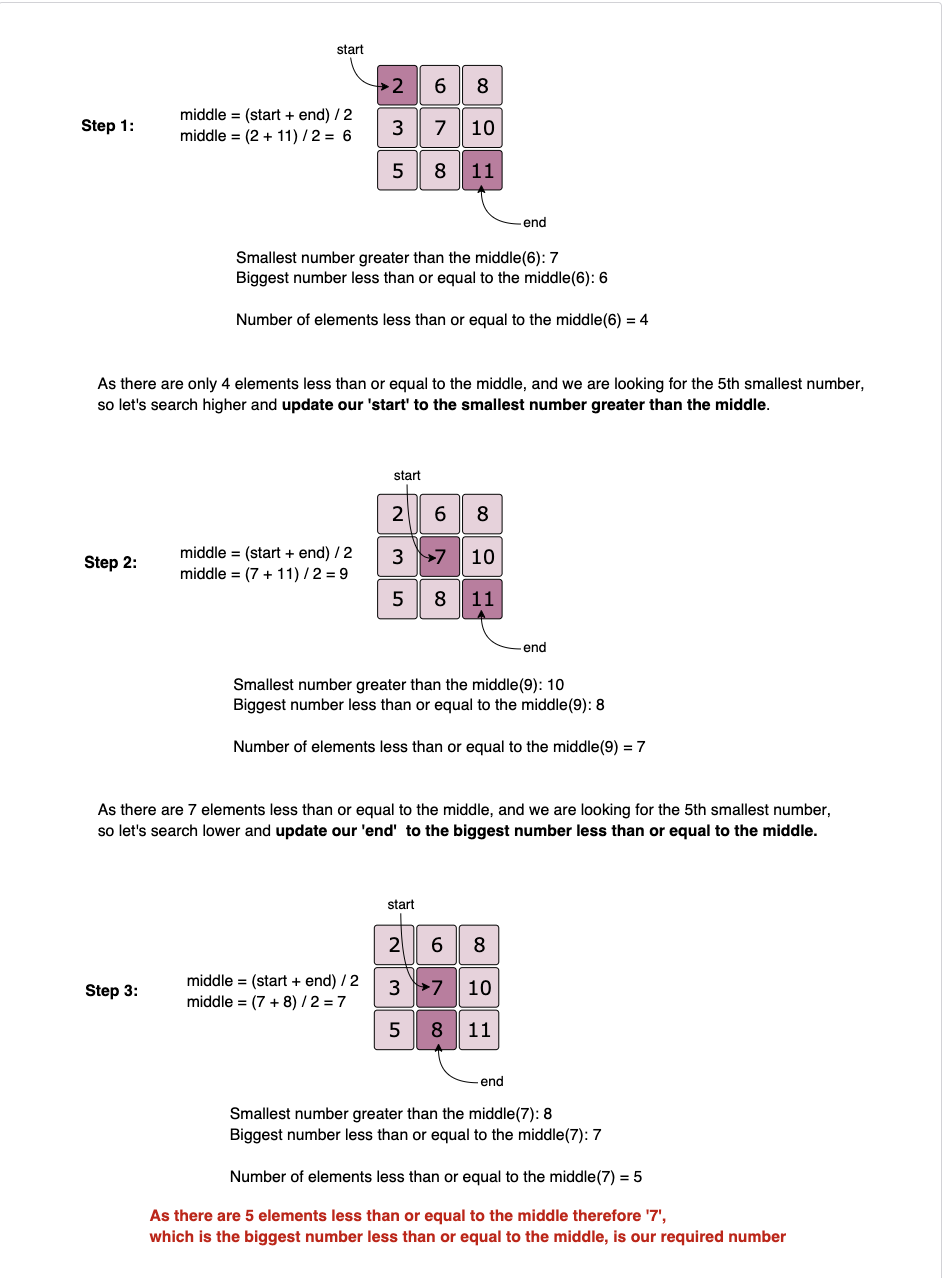 start
2 6 8
Step 1:
middle = (start + end) / 2
middle = (2 + 11) / 2 =  6
3 7 10
5 8 11
end
Smallest number greater than the middle(6): 7
Biggest number less than or equal to the middle(6): 6
Number of elements less than or equal to the middle(6) = 4
As there are only 4 elements less than or equal to the middle, and we are looking for the 5th smallest number,
so let's search higher and update our 'start' to the smallest number greater than the middle.
start
2 6 8
Step 2:
middle = (start + end) / 2
middle = (7 + 11) / 2 = 9
3 7 10
5 8 11
end
Smallest number greater than the middle(9): 10
Biggest number less than or equal to the middle(9): 8
Number of elements less than or equal to the middle(9) = 7
As there are 7 elements less than or equal to the middle, and we are looking for the 5th smallest number,
so let's search lower and update our 'end'  to the biggest number less than or equal to the middle.
start
2 6 8
Step 3:
middle = (start + end) / 2
middle = (7 + 8) / 2 = 7
3 7 10
5 8 11
end
Smallest number greater than the middle(7): 8
Biggest number less than or equal to the middle(7): 7
Number of elements less than or equal to the middle(7) = 5
As there are 5 elements less than or equal to the middle therefore '7',
which is the biggest number less than or equal to the middle, is our required number